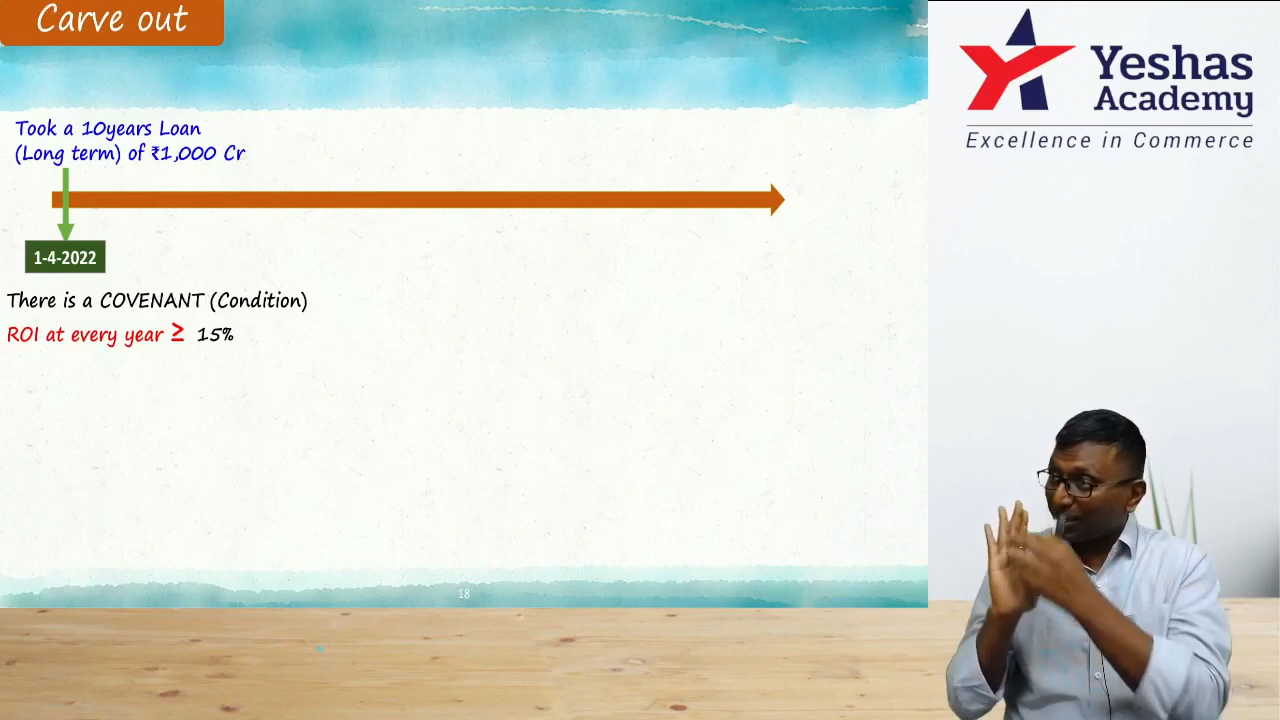 Carve out
Took a 10years Loan
(Long term) of ₹1,000 Cr
1-4-2022
There is a COVENANT (Condition)
ROI at every year ≥ 15%
18
Yeshas
Academy
Excellence in Commerce